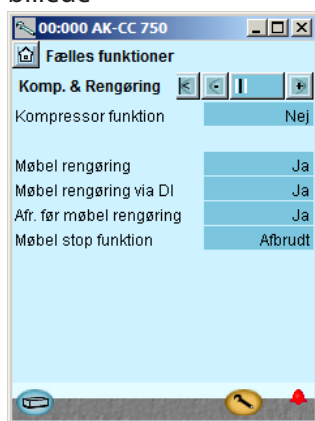 billede
00:000 AK-CC 750
Fælles funktioner
Komp. & Rengøring
Kompressor funktion Nej
Møbel rengøring Ja
Møbel rengøring via DI Ja
Afr. før møbel rengøring Ja
Møbel stop funktion Afbrudt